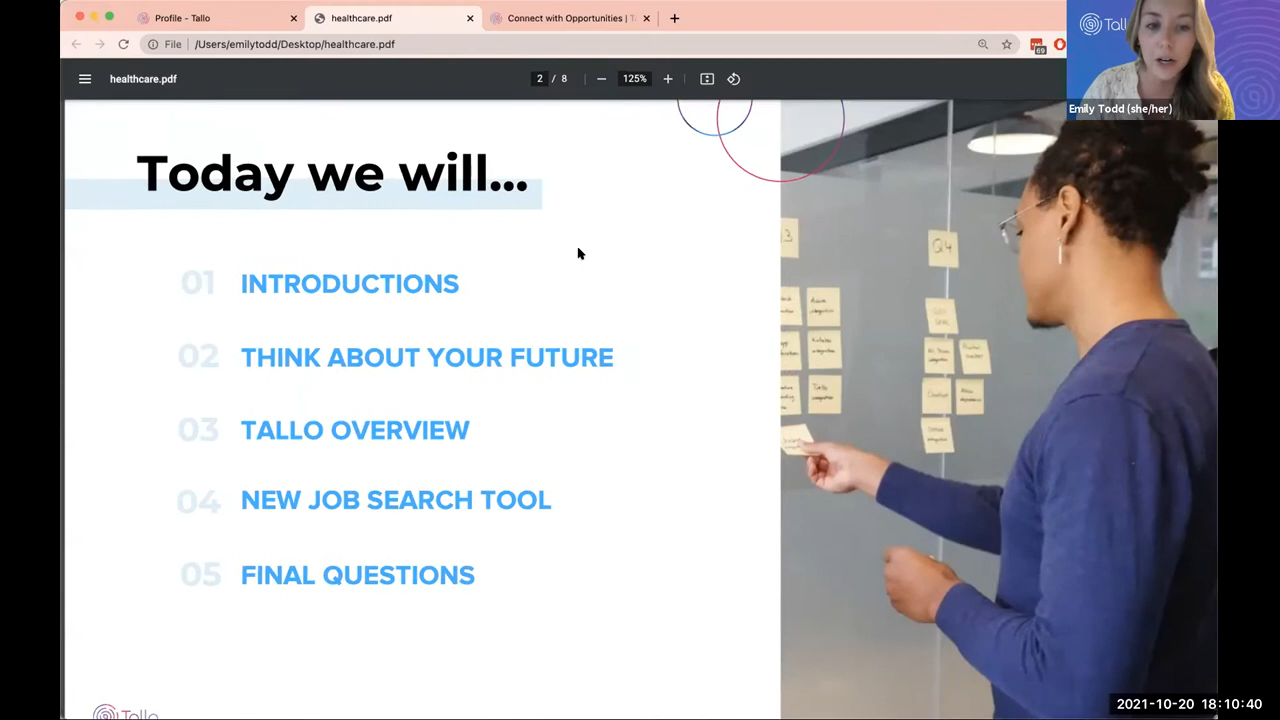 Profile - Tallo
healthcare.pdf
Connect with Opportunities | T
File
/Users/emilytodd/Desktop/healthcare.pdf
69
healthcare.pdf
2 / 8
125%
Tall
Emily Todd (she/her)
Today we will...
01 INTRODUCTIONS
02 THINK ABOUT YOUR FUTURE
03 TALLO OVERVIEW
04 NEW JOB SEARCH TOOL
05 FINAL QUESTIONS
Q4
Tallo
2021-10-20 18:10:40